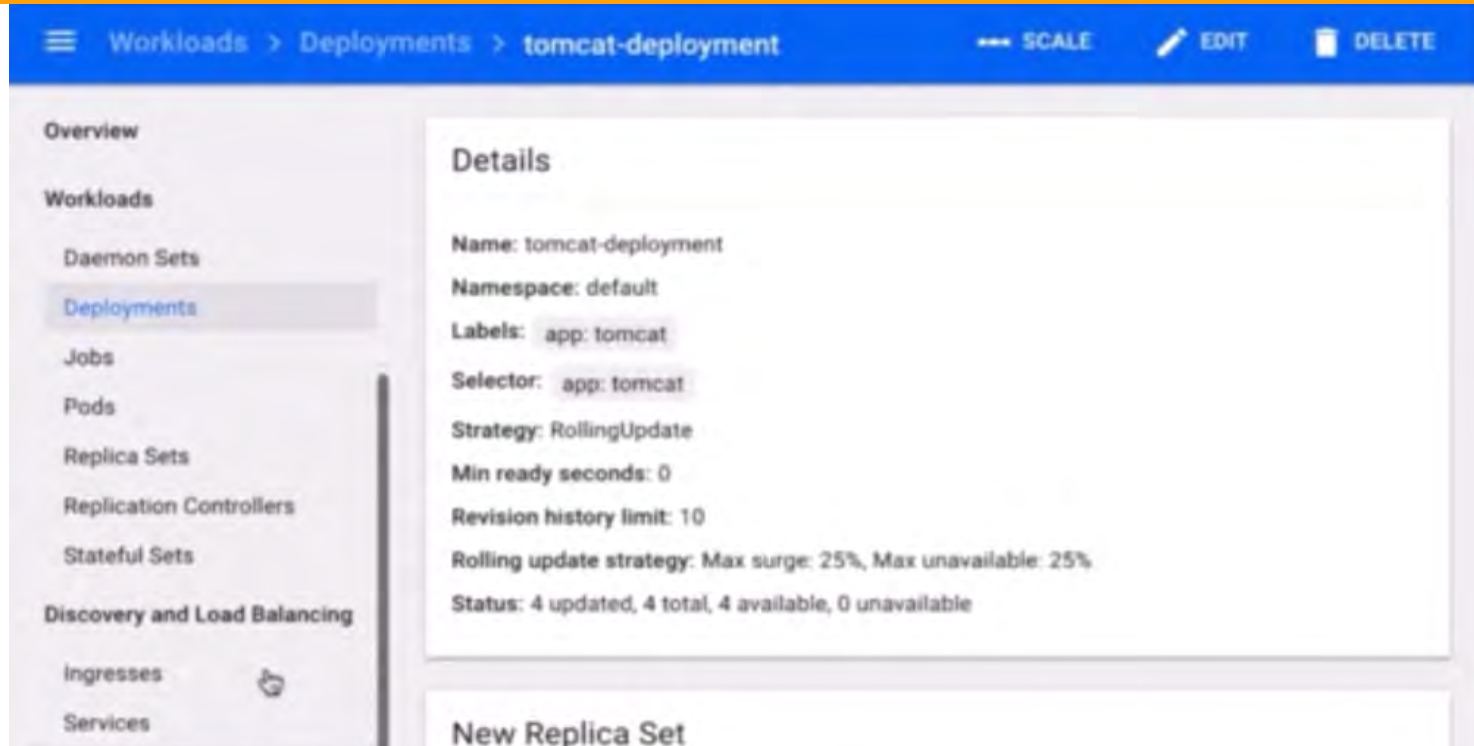 Workloads > Deployments > tomcat-deployment
SCALE
EDIT
DELETE
Overview
Workloads
Daemon Sets
Deployments
Jobs
Pods
Replica Sets
Replication Controllers
Stateful Sets
Discovery and Load Balancing
Ingresses
Services
Details
Name: tomcat-deployment
Namespace: default
Labels: app: tomcat
Selector: app: tomcat
Strategy: RollingUpdate
Min ready seconds: 0
Revision history limit: 10
Rolling update strategy: Max surge: 25%, Max unavailable: 25%
Status: 4 updated, 4 total, 4 available, 0 unavailable
New Replica Set